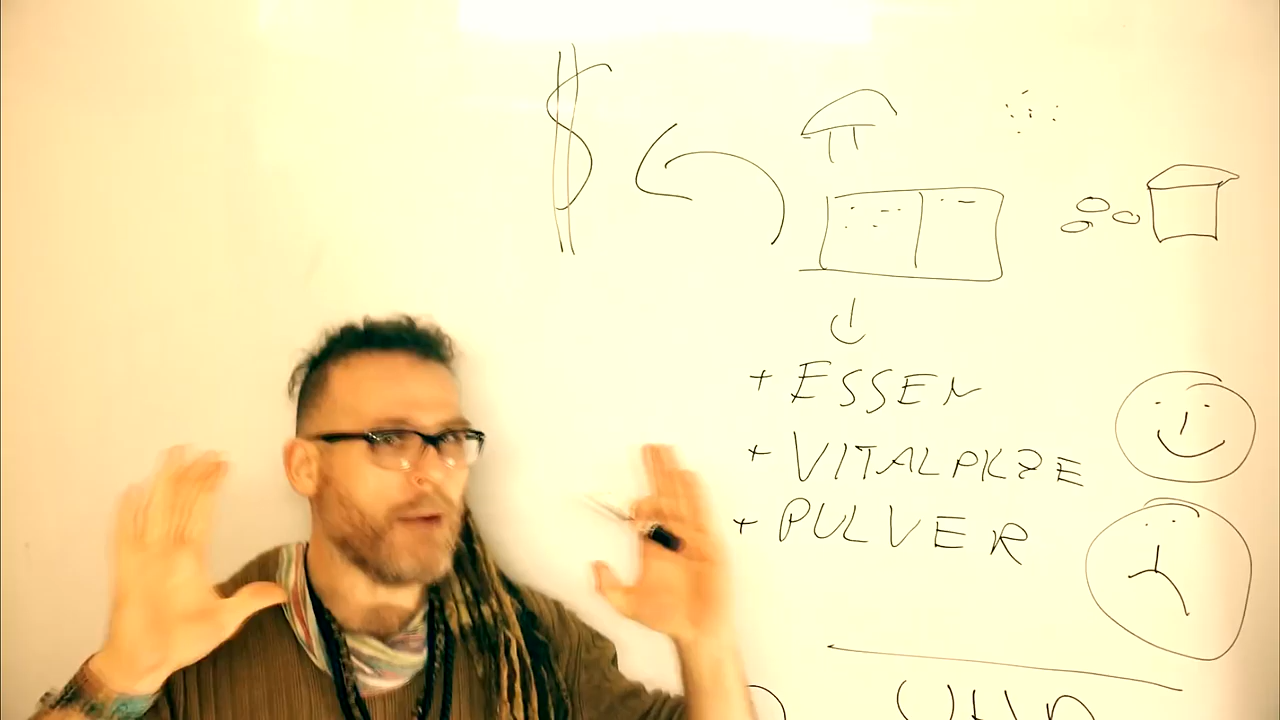 $
+ ESSEN
+ VITALPILZE
+ PULVER